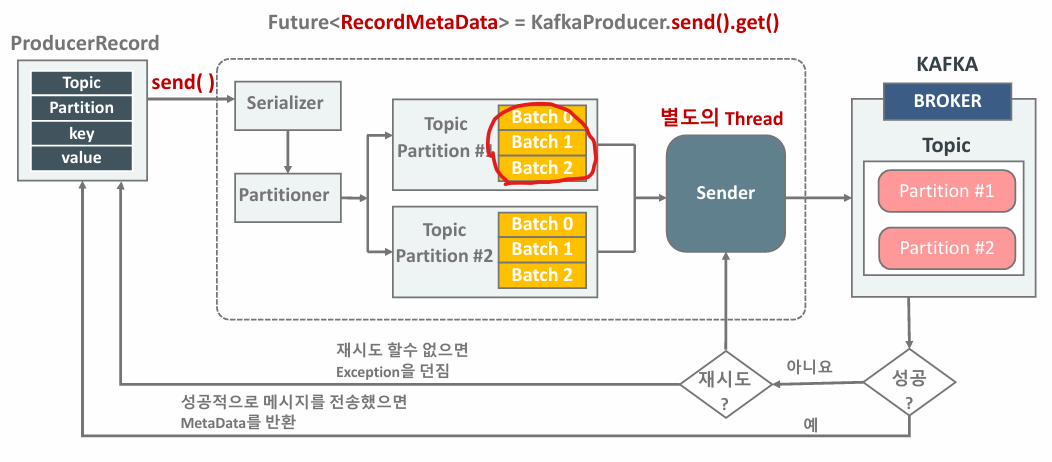 Future<RecordMetaData> = KafkaProducer.send().get()
ProducerRecord
Topic
Partition
key
value
send( )
Serializer
Partitioner
Topic
Partition #1
Batch 0
Batch 1
Batch 2
Topic
Partition #2
Batch 0
Batch 1
Batch 2
별도의 Thread
Sender
KAFKA
BROKER
Topic
Partition #1
Partition #2
재시도 할수 없으면
Exception을 던짐
재시도
?
아니요
성공
?
성공적으로 메시지를 전송했으면
MetaData를 반환
예